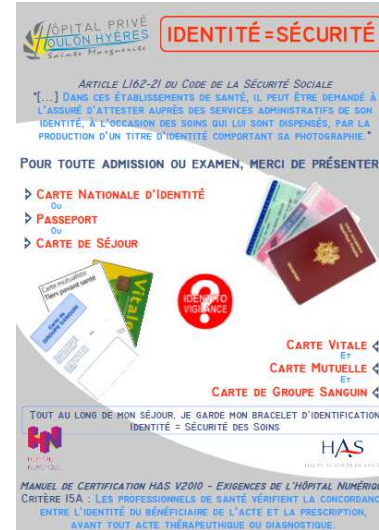 HÔPITAL PRIVÉ
TOULON HYÈRES
Sainte Marguerite
IDENTITÉ = SÉCURITÉ
ARTICLE L162-21 DU CODE DE LA SÉCURITÉ SOCIALE
"[...] DANS CES ÉTABLISSEMENTS DE SANTÉ, IL PEUT ÊTRE DEMANDÉ À
L'ASSURÉ D'ATTESTER AUPRÈS DES SERVICES ADMINISTRATIFS DE SON
IDENTITÉ, À L'OCCASION DES SOINS QUI LUI SONT DISPENSÉS, PAR LA
PRODUCTION D'UN TITRE D'IDENTITÉ COMPORTANT SA PHOTOGRAPHIE."
POUR TOUTE ADMISSION OU EXAMEN, MERCI DE PRÉSENTER
CARTE NATIONALE D'IDENTITÉ
OU
PASSEPORT
OU
CARTE DE SÉJOUR
Carte mutualiste
Tiers payant santé
Vitale
Carte de
GROUPE SANGUIN
IDENTITO
VIGILANCE
CARTE VITALE
ET
CARTE MUTUELLE
ET
CARTE DE GROUPE SANGUIN
TOUT AU LONG DE MON SÉJOUR, JE GARDE MON BRACELET D'IDENTIFICATION
IDENTITÉ = SÉCURITÉ DES SOINS
HÔPITAL
NUMÉRIQUE
HAS
HAUTE AUTORITÉ DE SANTÉ
MANUEL DE CERTIFICATION HAS V2010 - EXIGENCES DE L'HÔPITAL NUMÉRIQUE
CRITÈRE 15A : LES PROFESSIONNELS DE SANTÉ VÉRIFIENT LA CONCORDANCE
ENTRE L'IDENTITÉ DU BÉNÉFICIAIRE DE L'ACTE ET LA PRESCRIPTION,
AVANT TOUT ACTE THÉRAPEUTIQUE OU DIAGNOSTIQUE.